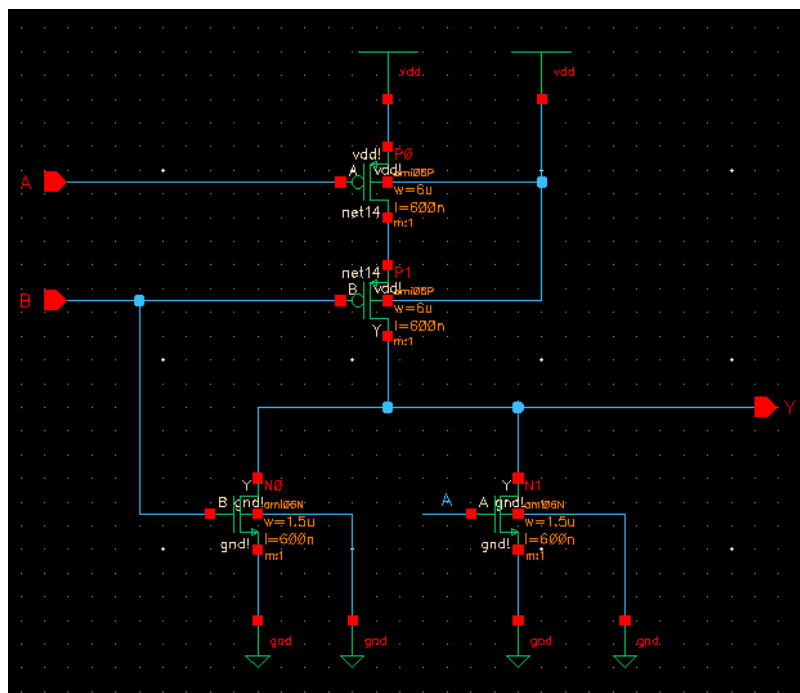 vdd
vdd
vdd!
P0
A
A
vdd!
ami06P
w=6u
l=600n
net14
m:1
net14
P1
B
B
vdd!
ami06P
w=6u
l=600n
Y
m:1
Y
Y
N0
B
gnd!
ami06N
w=1.5u
l=600n
gnd!
m:1
Y
N1
A
A
gnd!
ami06N
w=1.5u
l=600n
gnd!
m:1
gnd
gnd
gnd
gnd